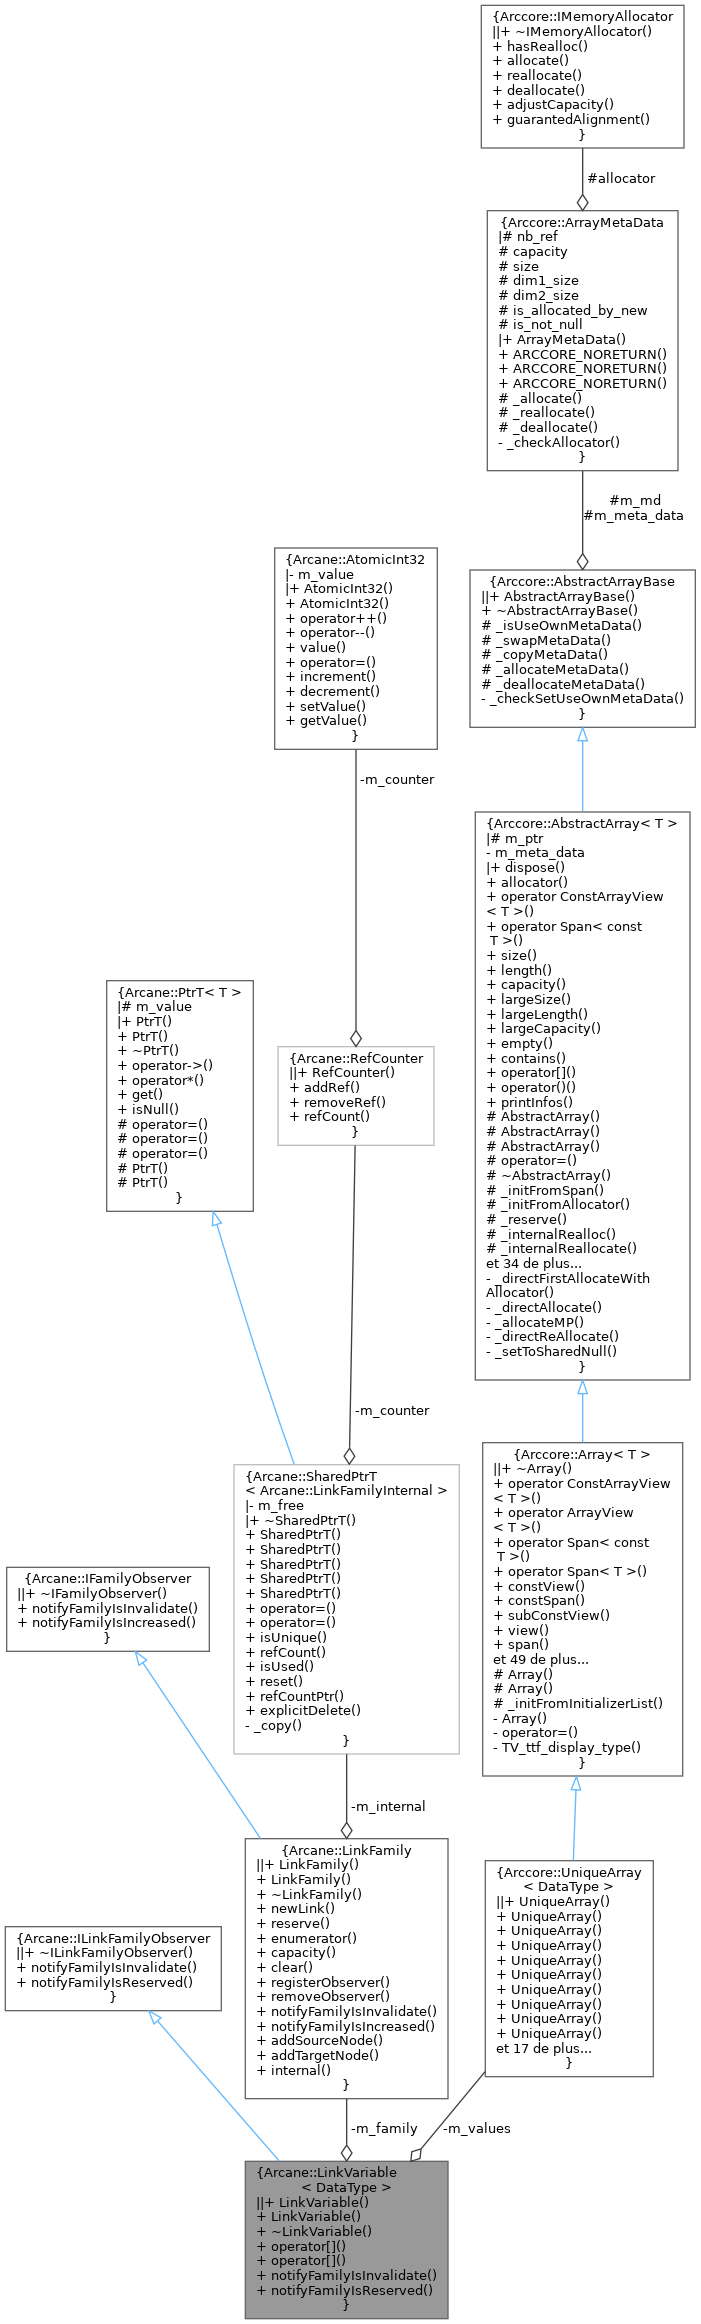 {Arccore::IMemoryAllocator
||+ ~IMemoryAllocator()
+ hasRealloc()
+ allocate()
+ reallocate()
+ deallocate()
+ adjustCapacity()
+ guarantedAlignment()
}
#allocator
{Arccore::ArrayMetaData
|# nb_ref
# capacity
# size
# dim1_size
# dim2_size
# is_allocated_by_new
# is_not_null
|+ ArrayMetaData()
+ ARCCORE_NORETURN()
+ ARCCORE_NORETURN()
+ ARCCORE_NORETURN()
# _allocate()
# _reallocate()
# _deallocate()
- _checkAllocator()
}
#m_md
#m_meta_data
{Arccore::AbstractArrayBase
||+ AbstractArrayBase()
+ ~AbstractArrayBase()
# _isUseOwnMetaData()
# _swapMetaData()
# _copyMetaData()
# _allocateMetaData()
# _deallocateMetaData()
- _checkSetUseOwnMetaData()
}
{Arcane::AtomicInt32
|- m_value
|+ AtomicInt32()
+ AtomicInt32()
+ operator++()
+ operator--()
+ value()
+ operator=()
+ increment()
+ decrement()
+ setValue()
+ getValue()
}
-m_counter
{Arccore::AbstractArray< T >
|# m_ptr
- m_meta_data
|+ dispose()
+ allocator()
+ operator ConstArrayView
< T >()
+ operator Span< const
T >()
+ size()
+ length()
+ capacity()
+ largeSize()
+ largeLength()
+ largeCapacity()
+ empty()
+ contains()
+ operator[]()
+ operator()()
+ printInfos()
# AbstractArray()
# AbstractArray()
# AbstractArray()
# operator=()
# ~AbstractArray()
# _initFromSpan()
# _initFromAllocator()
# _reserve()
# _internalRealloc()
# _internalReallocate()
et 34 de plus...
- _directFirstAllocateWith
Allocator()
- _directAllocate()
- _allocateMP()
- _directReAllocate()
- _setToSharedNull()
}
{Arcane::PtrT< T >
|# m_value
|+ PtrT()
+ PtrT()
+ ~PtrT()
+ operator->()
+ operator*()
+ get()
+ isNull()
# operator=()
# operator=()
# operator=()
# PtrT()
# PtrT()
}
{Arcane::RefCounter
||+ RefCounter()
+ addRef()
+ removeRef()
+ refCount()
}
-m_counter
{Arcane::SharedPtrT
< Arcane::LinkFamilyInternal >
|- m_free
|+ ~SharedPtrT()
+ SharedPtrT()
+ SharedPtrT()
+ SharedPtrT()
+ SharedPtrT()
+ SharedPtrT()
+ operator=()
+ operator=()
+ isUnique()
+ refCount()
+ isUsed()
+ reset()
+ refCountPtr()
+ explicitDelete()
- _copy()
}
{Arccore::Array< T >
||+ ~Array()
+ operator ConstArrayView
< T >()
+ operator ArrayView
< T >()
+ operator Span< const
T >()
+ operator Span< T >()
+ constView()
+ constSpan()
+ subConstView()
+ view()
+ span()
et 49 de plus...
# Array()
# Array()
# _initFromInitializerList()
- Array()
- operator=()
- TV_ttf_display_type()
}
{Arcane::IFamilyObserver
||+ ~IFamilyObserver()
+ notifyFamilyIsInvalidate()
+ notifyFamilyIsIncreased()
}
-m_internal
{Arcane::LinkFamily
||+ LinkFamily()
+ LinkFamily()
+ ~LinkFamily()
+ newLink()
+ reserve()
+ enumerator()
+ capacity()
+ clear()
+ registerObserver()
+ removeObserver()
+ notifyFamilyIsInvalidate()
+ notifyFamilyIsIncreased()
+ addSourceNode()
+ addTargetNode()
+ internal()
}
{Arccore::UniqueArray
< DataType >
||+ UniqueArray()
+ UniqueArray()
+ UniqueArray()
+ UniqueArray()
+ UniqueArray()
+ UniqueArray()
+ UniqueArray()
+ UniqueArray()
+ UniqueArray()
+ UniqueArray()
et 17 de plus...
}
{Arcane::ILinkFamilyObserver
||+ ~ILinkFamilyObserver()
+ notifyFamilyIsInvalidate()
+ notifyFamilyIsReserved()
}
-m_family
-m_values
{Arcane::LinkVariable
< DataType >
||+ LinkVariable()
+ LinkVariable()
+ ~LinkVariable()
+ operator[]()
+ operator[]()
+ notifyFamilyIsInvalidate()
+ notifyFamilyIsReserved()
}